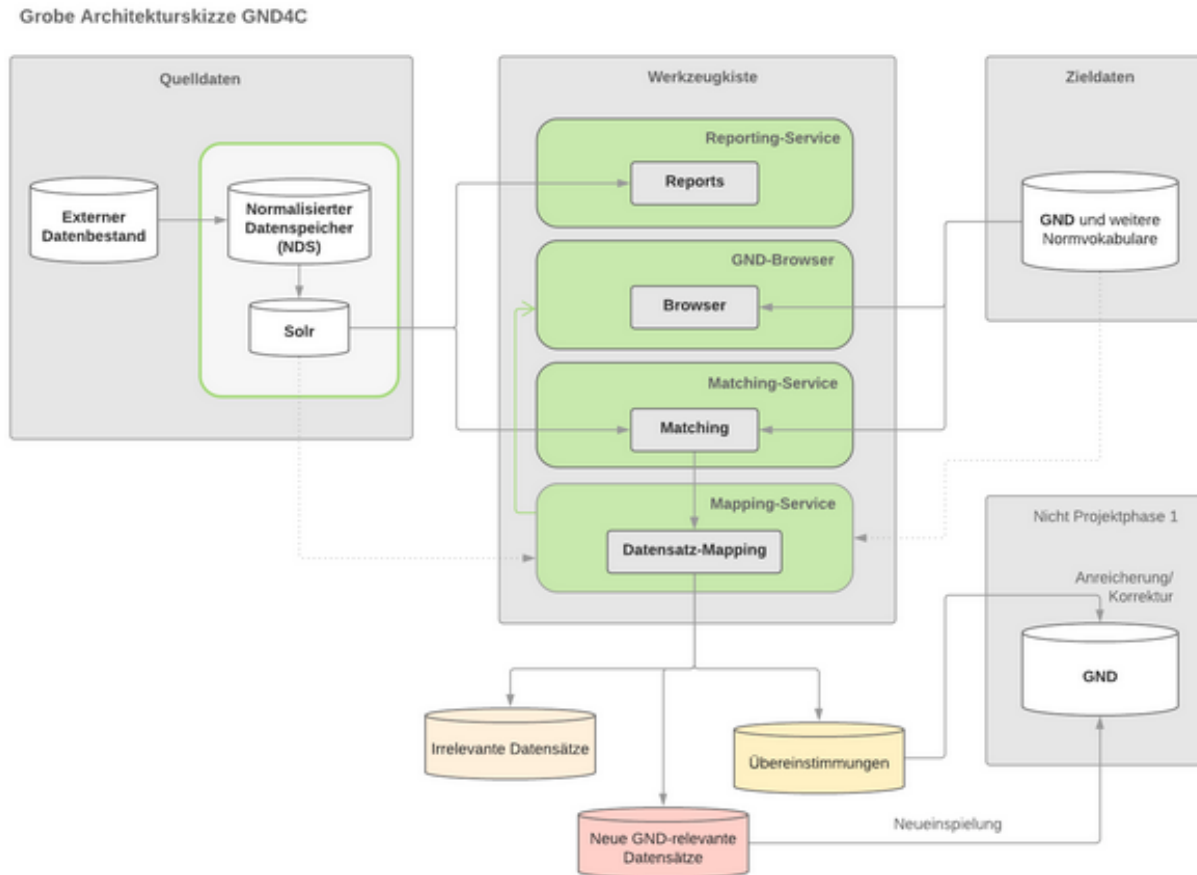 Grobe Architekturskizze GND4C
Quelldaten
Externer
Datenbestand
Normalisierter
Datenspeicher
(NDS)
Solr
Werkzeugkiste
Reporting-Service
Reports
GND-Browser
Browser
Matching-Service
Matching
Mapping-Service
Datensatz-Mapping
Zieldaten
GND und weitere
Normvokabulare
Nicht Projektphase 1
Anreicherung/
Korrektur
GND
Irrelevante Datensätze
Übereinstimmungen
Neue GND-relevante
Datensätze
Neueinspielung